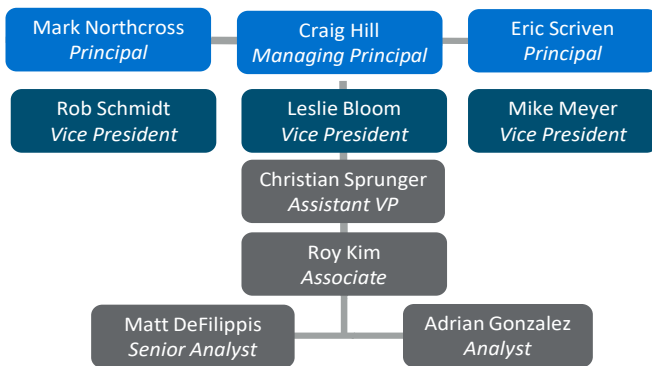 Mark Northcross
Principal
Craig Hill
Managing Principal
Eric Scriven
Principal
Rob Schmidt
Vice President
Leslie Bloom
Vice President
Mike Meyer
Vice President
Christian Sprunger
Assistant VP
Roy Kim
Associate
Matt DeFilippis
Senior Analyst
Adrian Gonzalez
Analyst